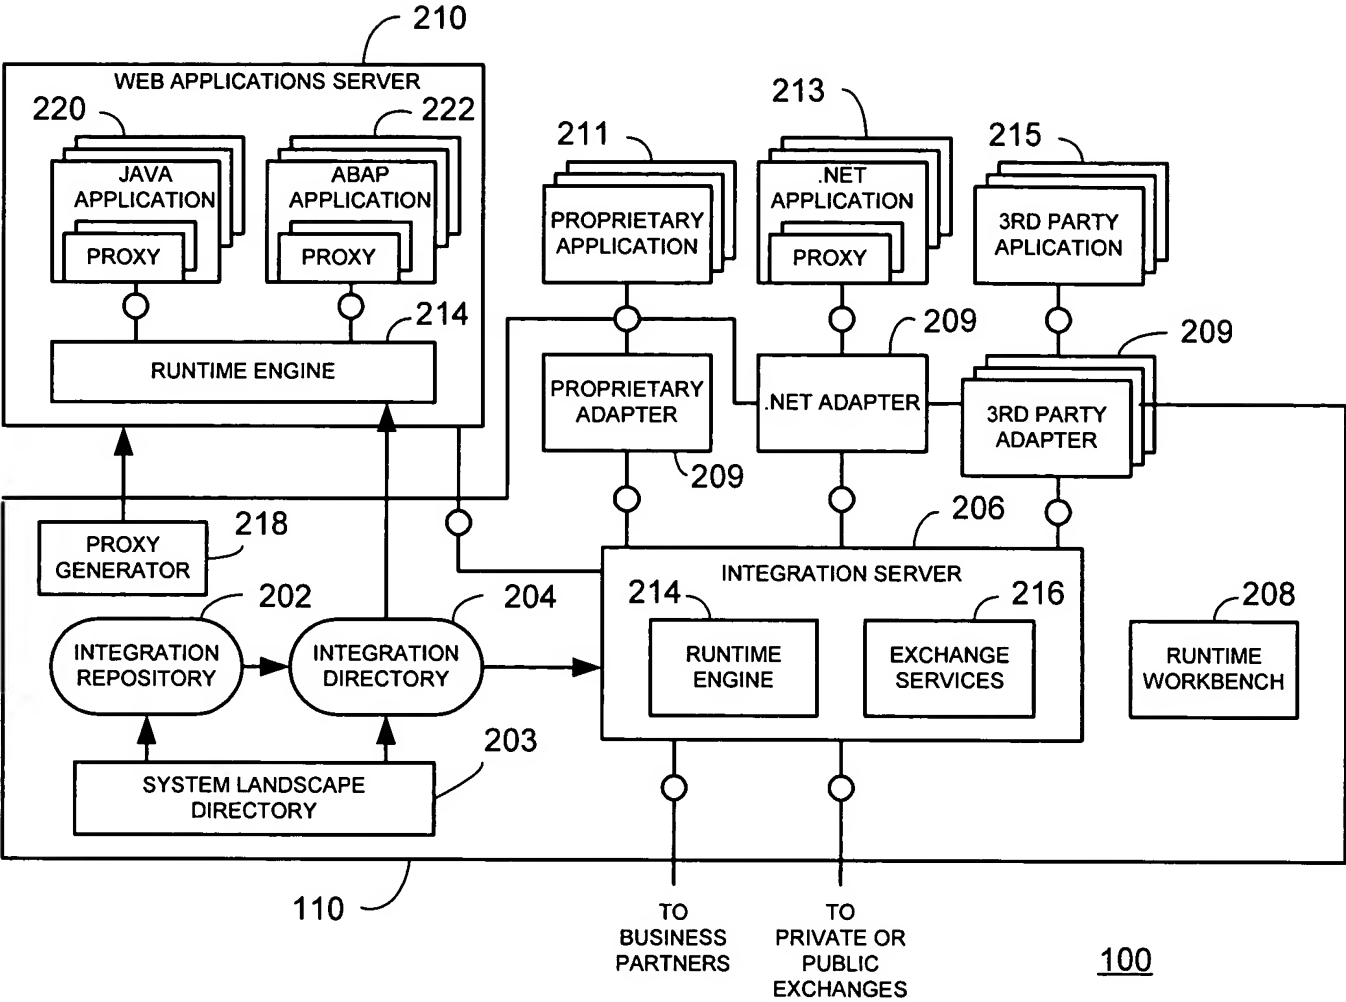 210
WEB APPLICATIONS SERVER
220
222
JAVA
APPLICATION
PROXY
ABAP
APPLICATION
PROXY
214
RUNTIME ENGINE
211
PROPRIETARY
APPLICATION
213
.NET
APPLICATION
PROXY
215
3RD PARTY
APLICATION
PROPRIETARY
ADAPTER
209
209
.NET ADAPTER
209
3RD PARTY
ADAPTER
218
PROXY
GENERATOR
202
INTEGRATION
REPOSITORY
204
INTEGRATION
DIRECTORY
203
SYSTEM LANDSCAPE
DIRECTORY
206
INTEGRATION SERVER
214
RUNTIME
ENGINE
216
EXCHANGE
SERVICES
208
RUNTIME
WORKBENCH
110
TO
BUSINESS
PARTNERS
TO
PRIVATE OR
PUBLIC
EXCHANGES
100